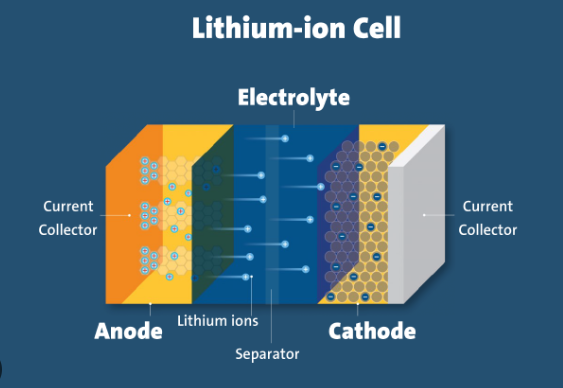 Lithium-ion Cell
Electrolyte
Current
Collector
Current
Collector
Anode
Lithium ions
Cathode
Separator